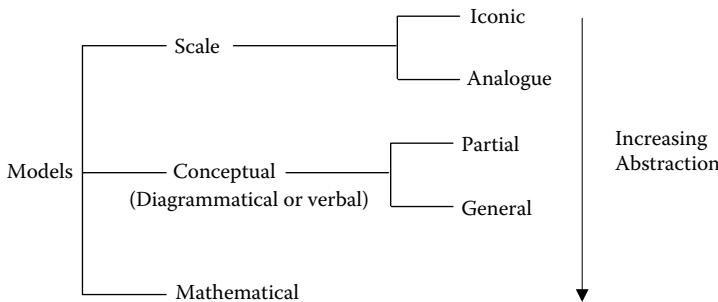 Iconic
Scale
Analogue
Partial
Increasing
Abstraction
Models
Conceptual
(Diagrammatical or verbal)
General
Mathematical